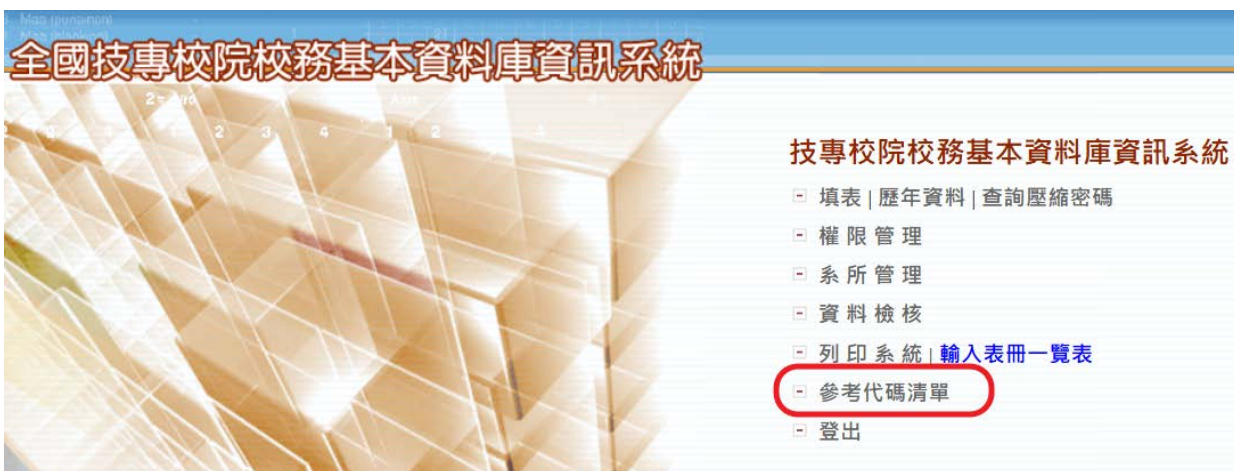 全國技專校院校務基本資料庫資訊系統
技專校院校務基本資料庫資訊系統
填表 | 歷年資料 | 查詢壓縮密碼
權 限 管 理
系 所 管 理
資 料 檢 核
列 印 系 統 | 輸入表冊一覽表
參考代碼清單
登出